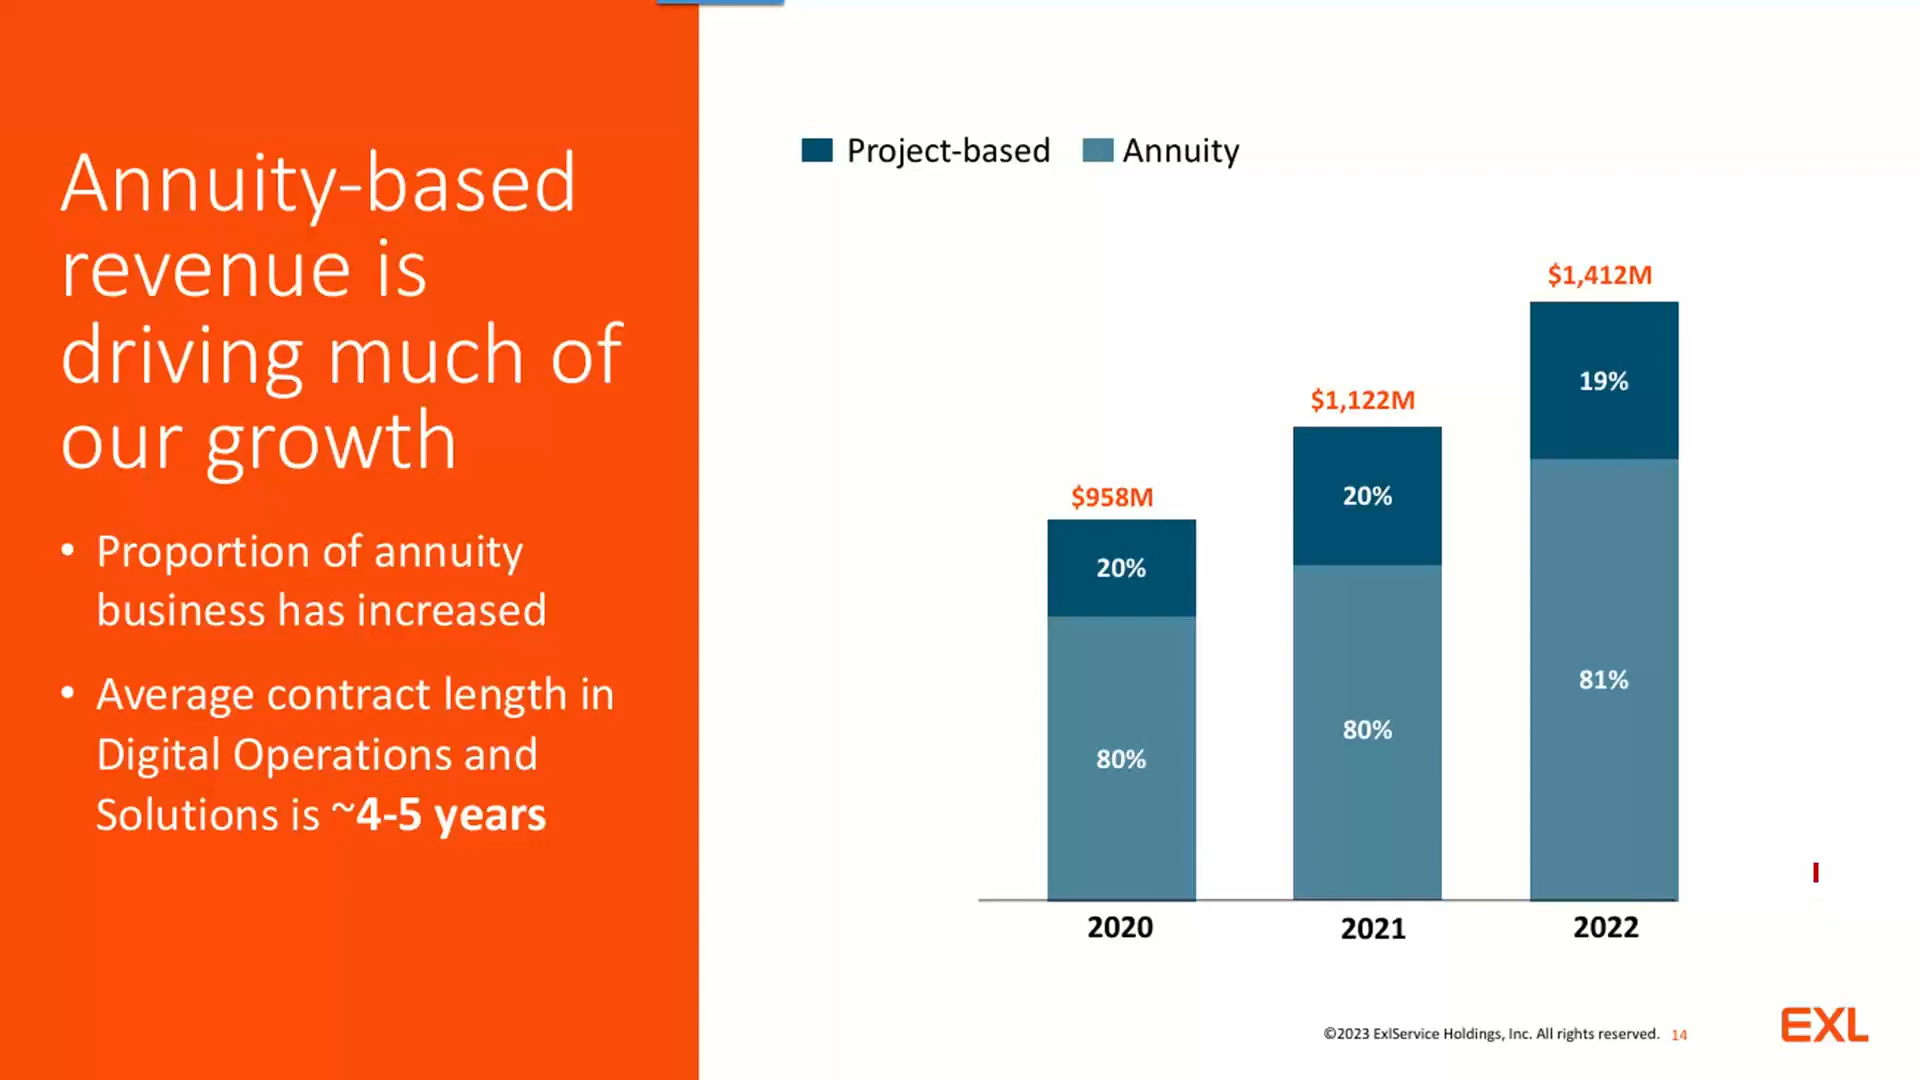 Annuity-based
revenue is
driving much of
our growth
• Proportion of annuity
business has increased
• Average contract length in
Digital Operations and
Solutions is ~4-5 years
Project-based Annuity
$958M
20%
80%
2020
$1,122M
20%
80%
2021
$1,412M
19%
81%
2022
©2023 ExlService Holdings, Inc. All rights reserved. 14
EXL